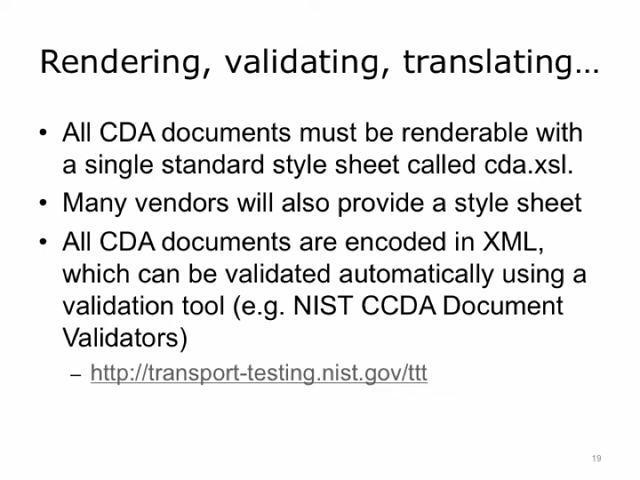 Rendering, validating, translating…
• All CDA documents must be renderable with
a single standard style sheet called cda.xsl.
• Many vendors will also provide a style sheet
• All CDA documents are encoded in XML,
which can be validated automatically using a
validation tool (e.g. NIST CCDA Document
Validators)
– http://transport-testing.nist.gov/ttt
19